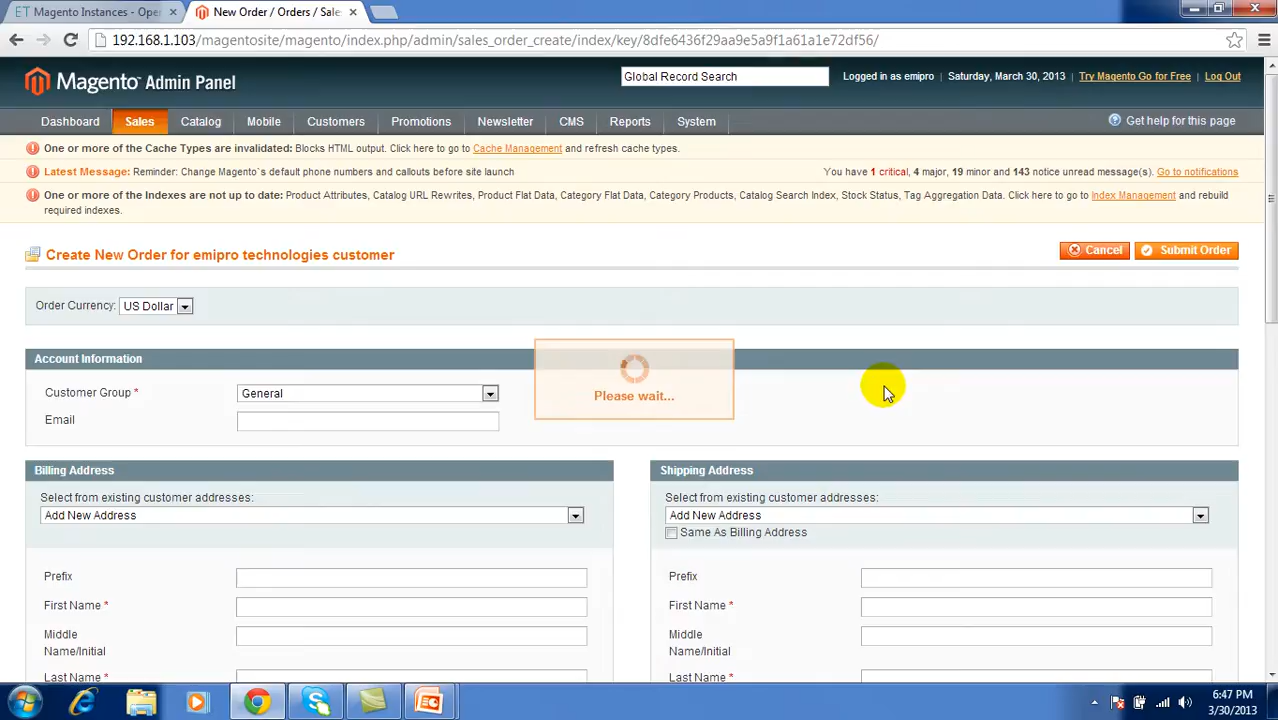 ET Magento Instances - Oper
New Order / Orders / Sale
192.168.1.103/magentosite/magento/index.php/admin/sales_order_create/index/key/8dfe6436f29aa9e5a9f1a61a1e72df56/
Magento Admin Panel
Global Record Search
Logged in as emipro | Saturday, March 30, 2013 | Try Magento Go for Free | Log Out
Dashboard Sales Catalog Mobile Customers Promotions Newsletter CMS Reports System
Get help for this page
One or more of the Cache Types are invalidated: Blocks HTML output. Click here to go to Cache Management and refresh cache types.
Latest Message: Reminder: Change Magento`s default phone numbers and callouts before site launch
You have 1 critical, 4 major, 19 minor and 143 notice unread message(s). Go to notifications
One or more of the Indexes are not up to date: Product Attributes, Catalog URL Rewrites, Product Flat Data, Category Flat Data, Category Products, Catalog Search Index, Stock Status, Tag Aggregation Data. Click here to go to Index Management and rebuild
required indexes.
Create New Order for emipro technologies customer
Cancel
Submit Order
Order Currency: US Dollar
Account Information
Customer Group * General
Email
Please wait...
Billing Address
Select from existing customer addresses:
Add New Address
Prefix
First Name *
Middle
Name/Initial
Last Name *
Shipping Address
Select from existing customer addresses:
Add New Address
Same As Billing Address
Prefix
First Name *
Middle
Name/Initial
Last Name *
6:47 PM
3/30/2013